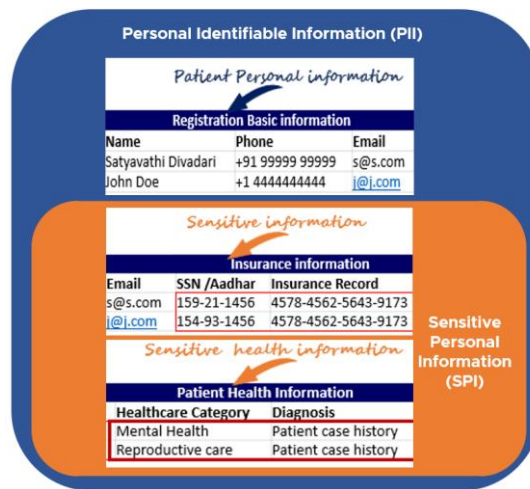 Personal Identifiable Information (PII)
Patient Personal information
Registration Basic information
Name Phone Email
Satyavathi Divadari +91 99999 99999 s@s.com
John Doe +1 4444444444 j@j.com
Sensitive information
Insurance information
Email SSN /Aadhar Insurance Record
s@s.com 159-21-1456 4578-4562-5643-9173
j@j.com 154-93-1456 4578-4562-5643-9173
Sensitive health information
Sensitive
Personal
Information
(SPI)
Patient Health Information
Healthcare Category Diagnosis
Mental Health Patient case history
Reproductive care Patient case history